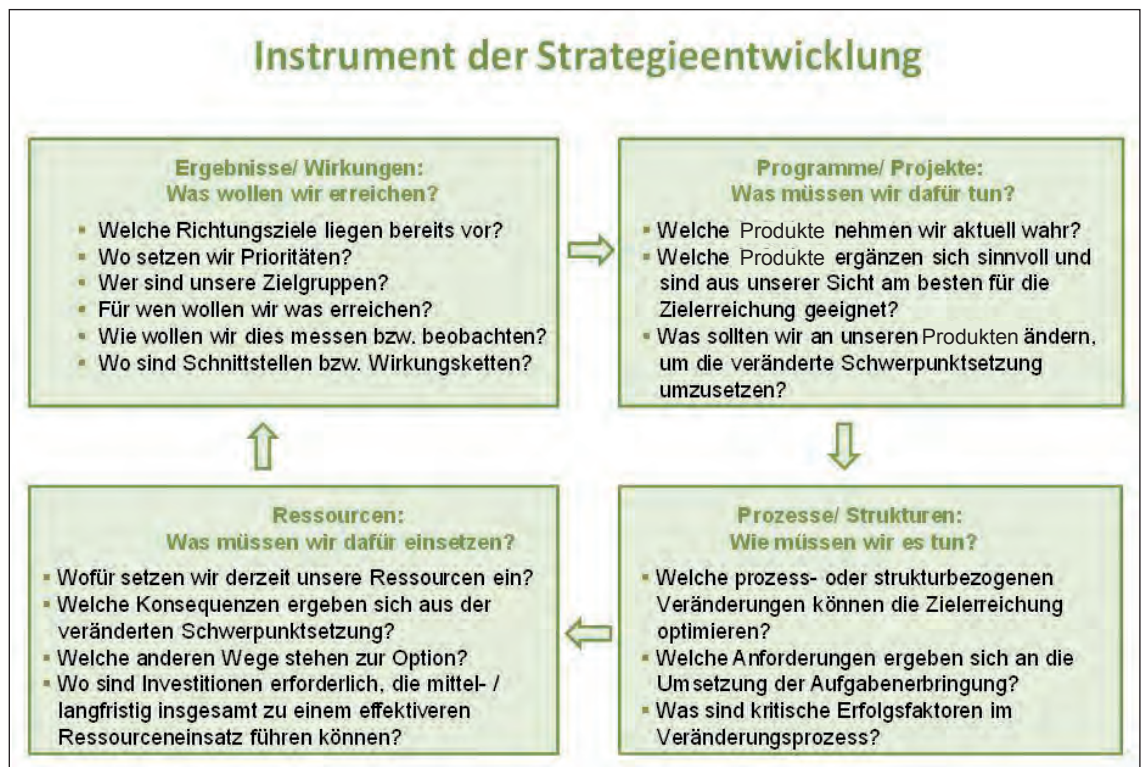 Instrument der Strategieentwicklung
Ergebnisse/ Wirkungen:
Was wollen wir erreichen?
▪ Welche Richtungsziele liegen bereits vor?
▪ Wo setzen wir Prioritäten?
▪ Wer sind unsere Zielgruppen?
▪ Für wen wollen wir was erreichen?
▪ Wie wollen wir dies messen bzw. beobachten?
▪ Wo sind Schnittstellen bzw. Wirkungsketten?
Programme/ Projekte:
Was müssen wir dafür tun?
▪ Welche Produkte nehmen wir aktuell wahr?
▪ Welche Produkte ergänzen sich sinnvoll und
sind aus unserer Sicht am besten für die
Zielerreichung geeignet?
▪ Was sollten wir an unseren Produkten ändern,
um die veränderte Schwerpunktsetzung
umzusetzen?
Prozesse/ Strukturen:
Wie müssen wir es tun?
▪ Welche prozess- oder strukturbezogenen
Veränderungen können die Zielerreichung
optimieren?
▪ Welche Anforderungen ergeben sich an die
Umsetzung der Aufgabenerbringung?
▪ Was sind kritische Erfolgsfaktoren im
Veränderungsprozess?
Ressourcen:
Was müssen wir dafür einsetzen?
▪ Wofür setzen wir derzeit unsere Ressourcen ein?
▪ Welche Konsequenzen ergeben sich aus der
veränderten Schwerpunktsetzung?
▪ Welche anderen Wege stehen zur Option?
▪ Wo sind Investitionen erforderlich, die mittel- /
langfristig insgesamt zu einem effektiveren
Ressourceneinsatz führen können?